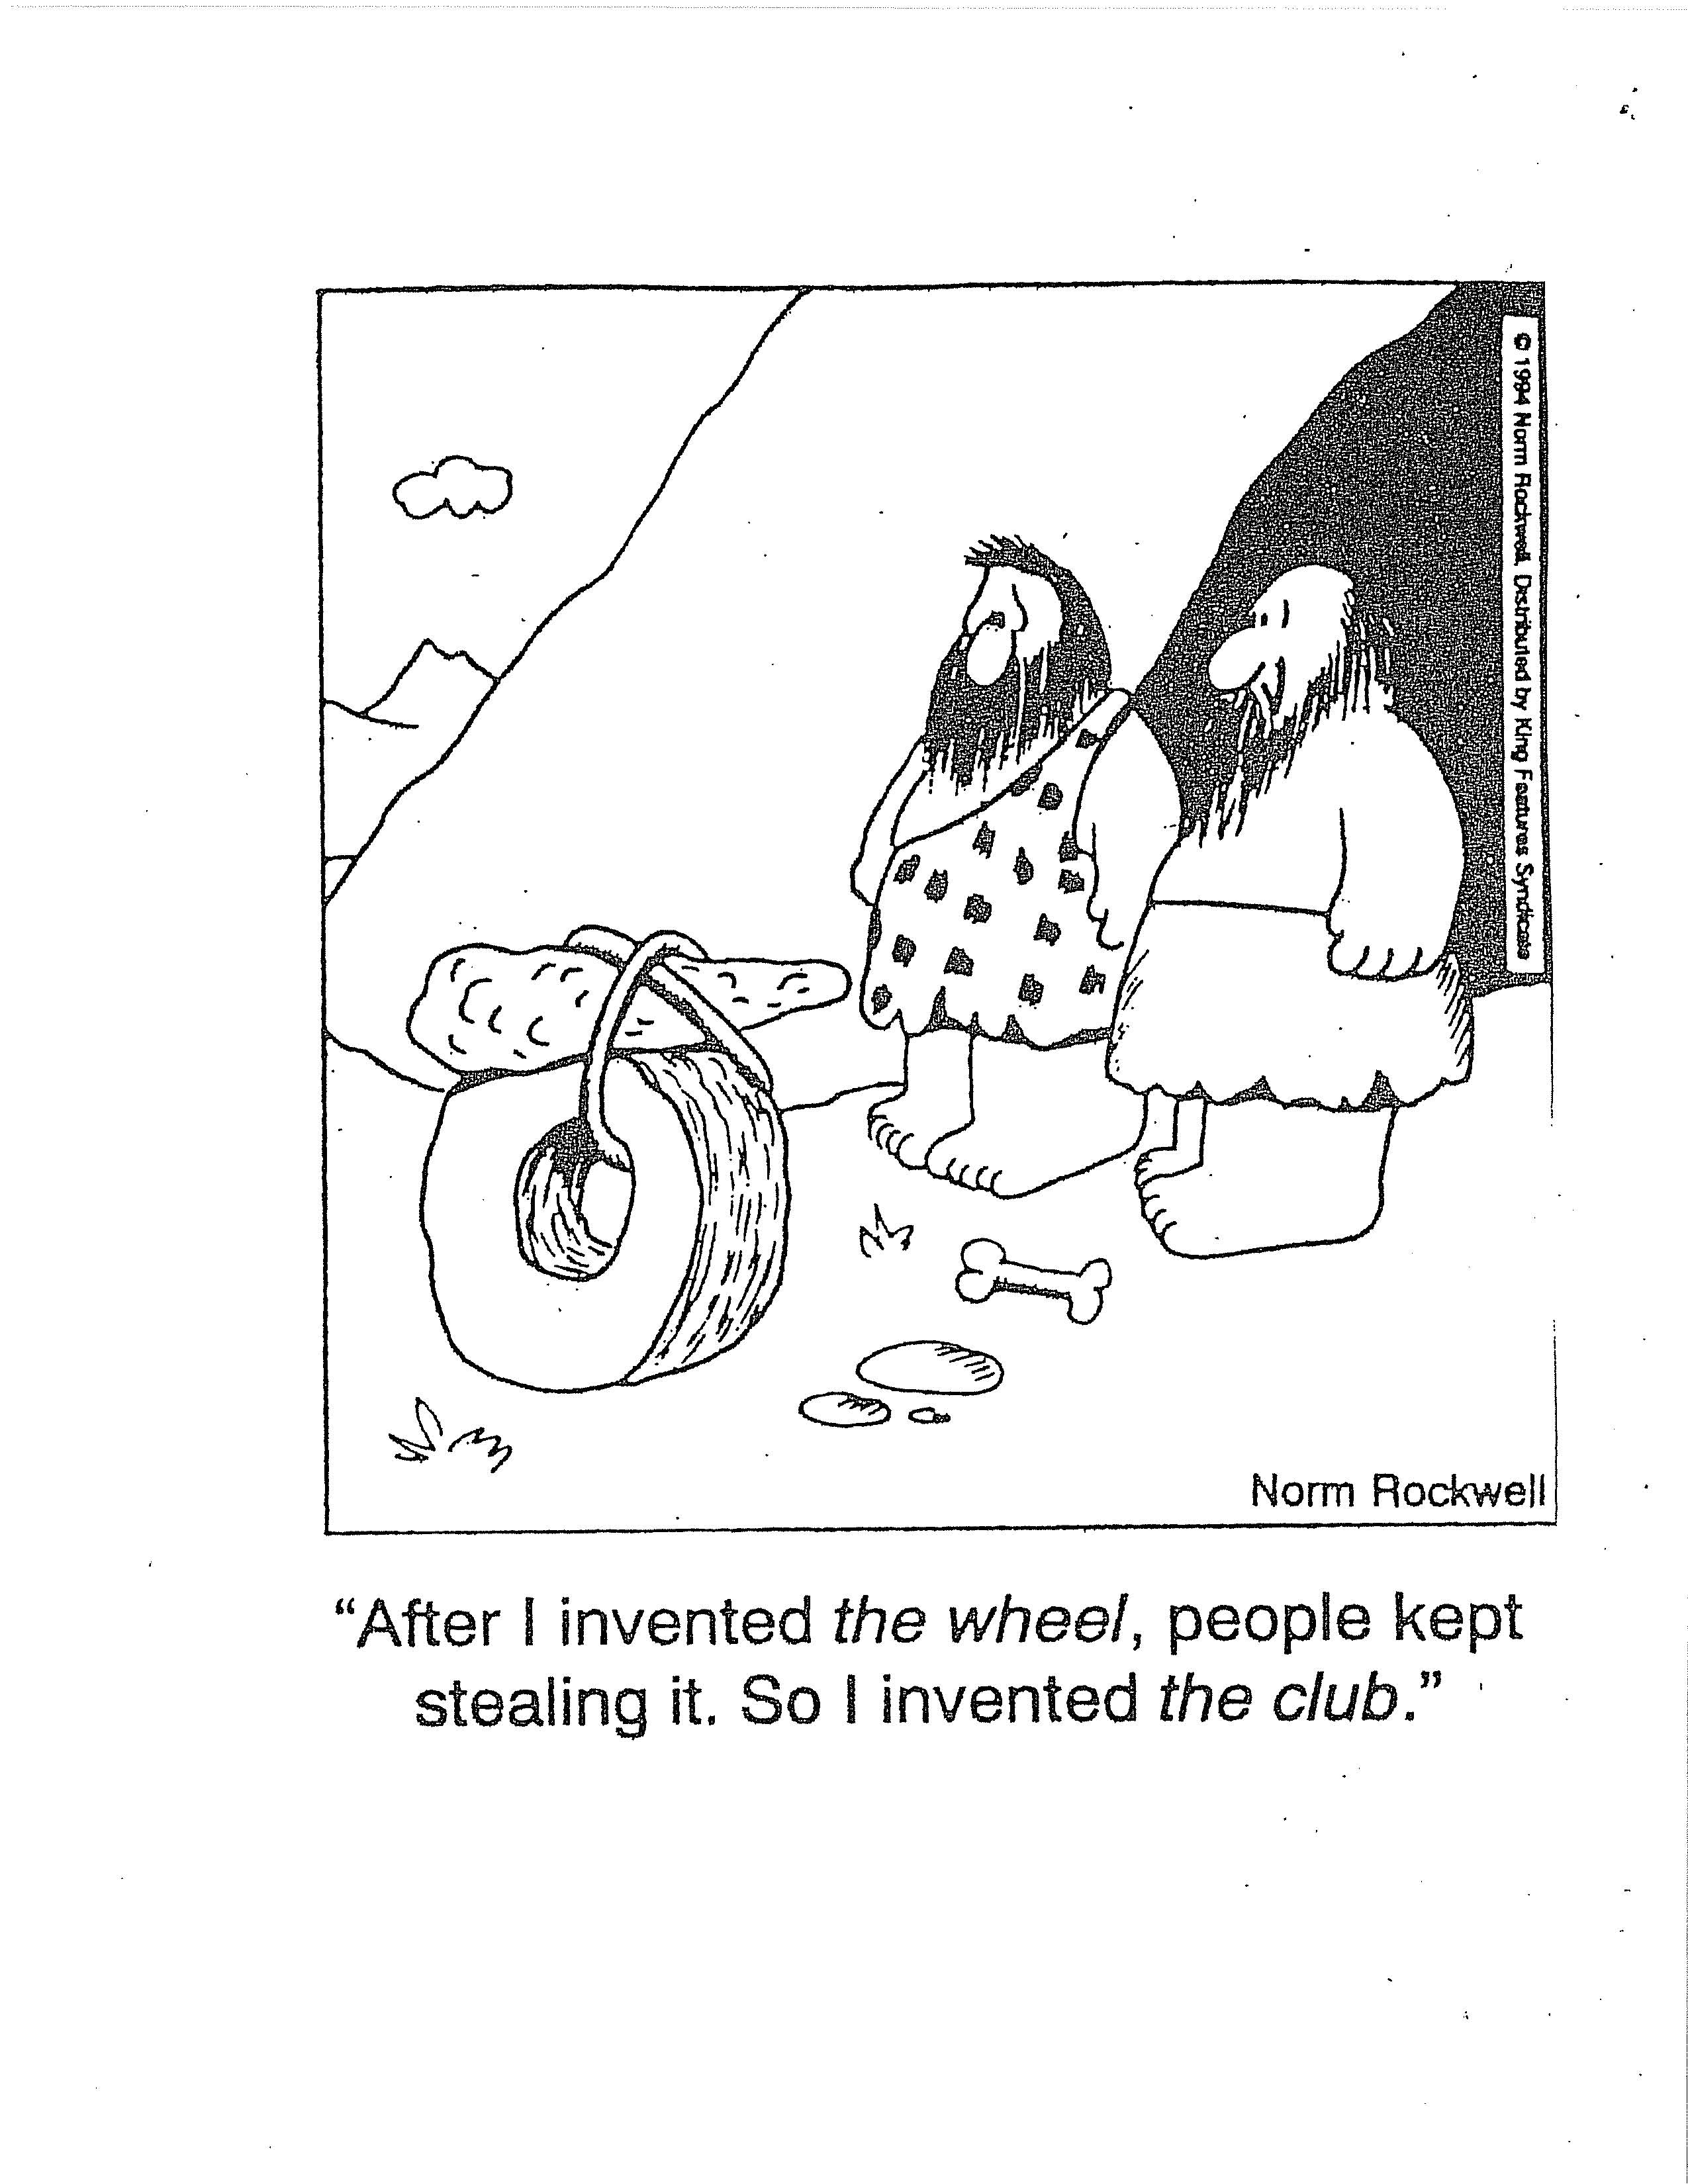 © 1994 Norm Rockwell. Distributed by King Features Syndicate
Norm Rockwell
“After I invented the wheel, people kept
stealing it. So I invented the club.”